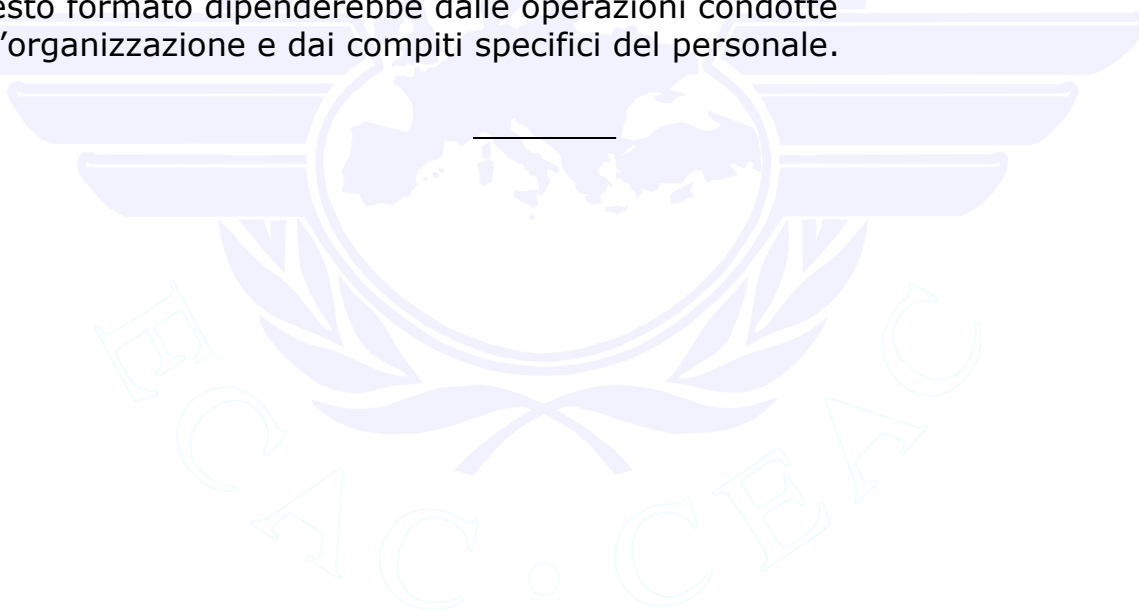 esto formato dipenderebbe dalle operazioni condotte
'organizzazione e dai compiti specifici del personale.
ECAC · CEAC